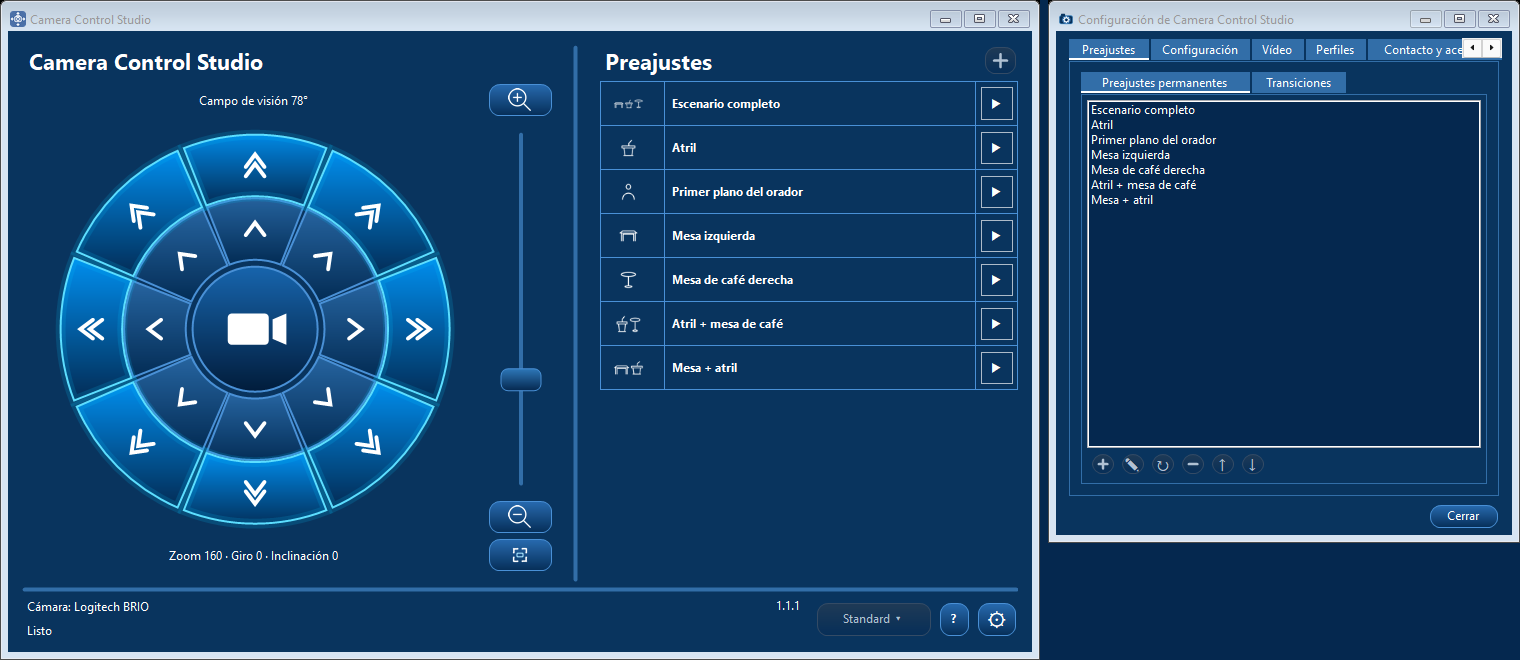 Camera Control Studio
Camera Control Studio
Campo de visión 78°
Zoom 160 · Giro 0 · Inclinación 0
Preajustes
Escenario completo
Atril
Primer plano del orador
Mesa izquierda
Mesa de café derecha
Atril + mesa de café
Mesa + atril
Cámara: Logitech BRIO
Listo
1.1.1
Standard
?
Configuración de Camera Control Studio
Preajustes
Configuración
Vídeo
Perfiles
Contacto y ace
Preajustes permanentes
Transiciones
Escenario completo
Atril
Primer plano del orador
Mesa izquierda
Mesa de café derecha
Atril + mesa de café
Mesa + atril
Cerrar